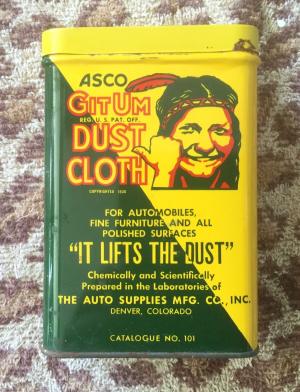 ASCO
GIT UM
REG. U. S. PAT. OFF.
DUST
CLOTH
FOR AUTOMOBILES,
FINE FURNITURE AND ALL
POLISHED SURFACES
"IT LIFTS THE DUST"
Chemically and Scientifically
Prepared in the Laboratories of
THE AUTO SUPPLIES MFG. CO., INC.
DENVER, COLORADO
CATALOGUE NO. 101